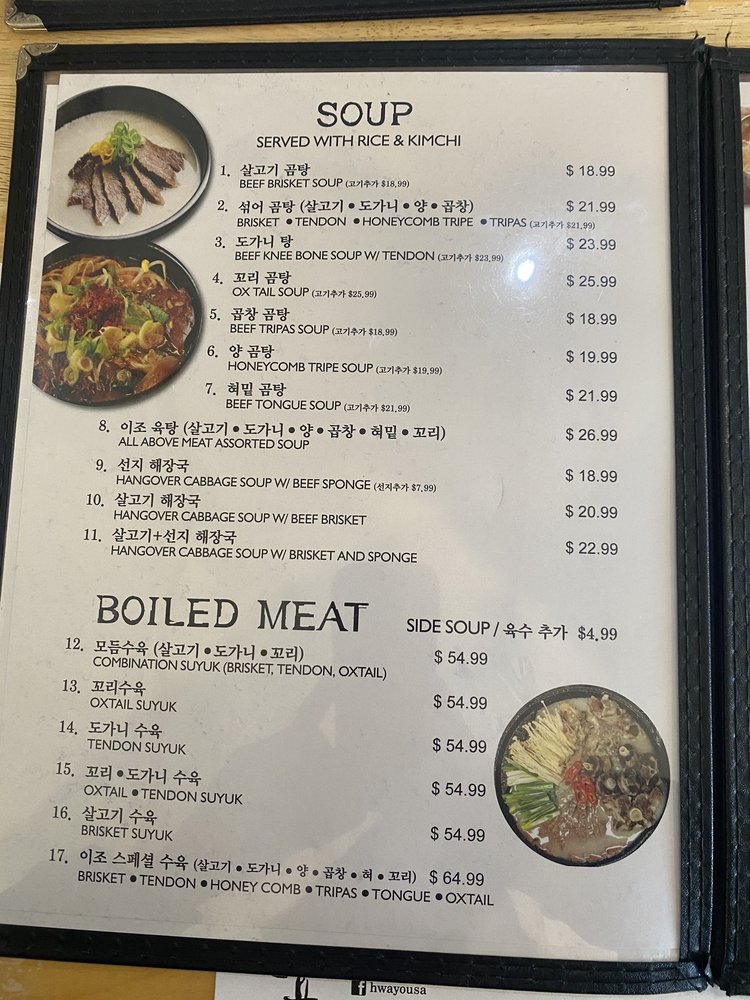 SOUP
SERVED WITH RICE & KIMCHI
1. 살고기 곰탕 $ 18.99
BEEF BRISKET SOUP (고기추가 $18.99)
2. 섞어 곰탕 (살고기 • 도가니 • 양 • 곱창) $ 21.99
BRISKET • TENDON • HONEYCOMB TRIPE • TRIPAS (고기추가 $21.99)
3. 도가니 탕 $ 23.99
BEEF KNEE BONE SOUP W/ TENDON (고기추가 $23.99)
4. 꼬리 곰탕 $ 25.99
OX TAIL SOUP (고기추가 $25.99)
5. 곱창 곰탕 $ 18.99
BEEF TRIPAS SOUP (고기추가 $18.99)
6. 양 곰탕 $ 19.99
HONEYCOMB TRIPE SOUP (고기추가 $19.99)
7. 혀밑 곰탕 $ 21.99
BEEF TONGUE SOUP (고기추가 $21.99)
8. 이조 육탕 (살고기 • 도가니 • 양 • 곱창 • 혀밑 • 꼬리) $ 26.99
ALL ABOVE MEAT ASSORTED SOUP
9. 선지 해장국 $ 18.99
HANGOVER CABBAGE SOUP W/ BEEF SPONGE (선지추가 $7.99)
10. 살고기 해장국 $ 20.99
HANGOVER CABBAGE SOUP W/ BEEF BRISKET
11. 살고기+선지 해장국 $ 22.99
HANGOVER CABBAGE SOUP W/ BRISKET AND SPONGE
BOILED MEAT SIDE SOUP / 육수 추가 $4.99
12. 모듬수육 (살고기 • 도가니 • 꼬리) $ 54.99
COMBINATION SUYUK (BRISKET, TENDON, OXTAIL)
13. 꼬리수육 $ 54.99
OXTAIL SUYUK
14. 도가니 수육 $ 54.99
TENDON SUYUK
15. 꼬리 • 도가니 수육 $ 54.99
OXTAIL • TENDON SUYUK
16. 살고기 수육 $ 54.99
BRISKET SUYUK
17. 이조 스페셜 수육 (살고기 • 도가니 • 양 • 곱창 • 혀 • 꼬리) $ 64.99
BRISKET • TENDON • HONEY COMB • TRIPAS • TONGUE • OXTAIL
f hwayousa